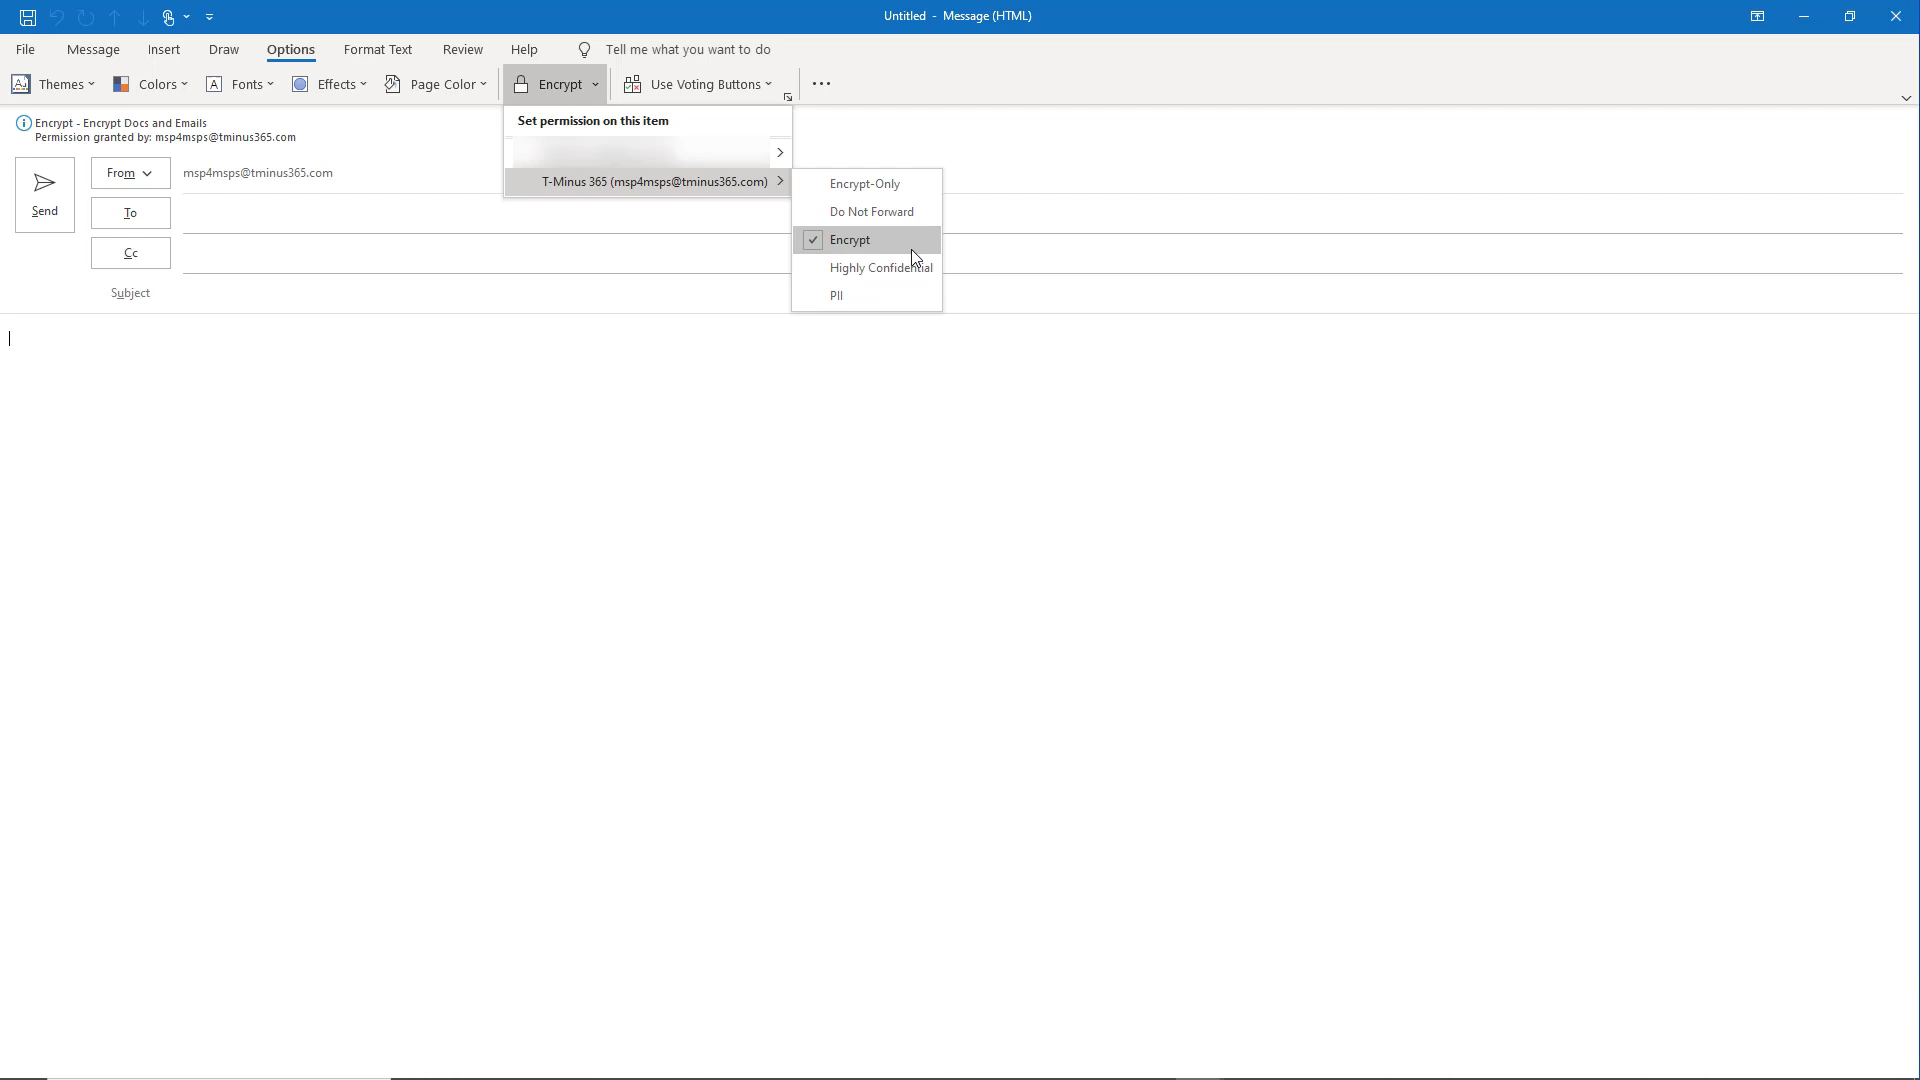 Untitled - Message (HTML)
File Message Insert Draw Options Format Text Review Help Tell me what you want to do
Themes Colors Fonts Effects Page Color Encrypt Use Voting Buttons
Encrypt - Encrypt Docs and Emails
Permission granted by: msp4msps@tminus365.com
Set permission on this item
T-Minus 365 (msp4msps@tminus365.com)
Encrypt-Only
Do Not Forward
Encrypt
Highly Confidential
PII
Send
From
msp4msps@tminus365.com
To
Cc
Subject